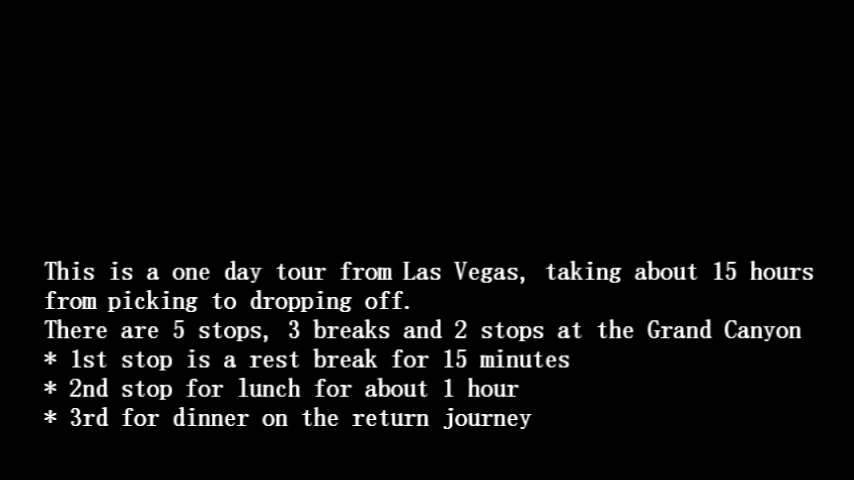 This is a one day tour from Las Vegas, taking about 15 hours
from picking to dropping off.
There are 5 stops, 3 breaks and 2 stops at the Grand Canyon
* 1st stop is a rest break for 15 minutes
* 2nd stop for lunch for about 1 hour
* 3rd for dinner on the return journey